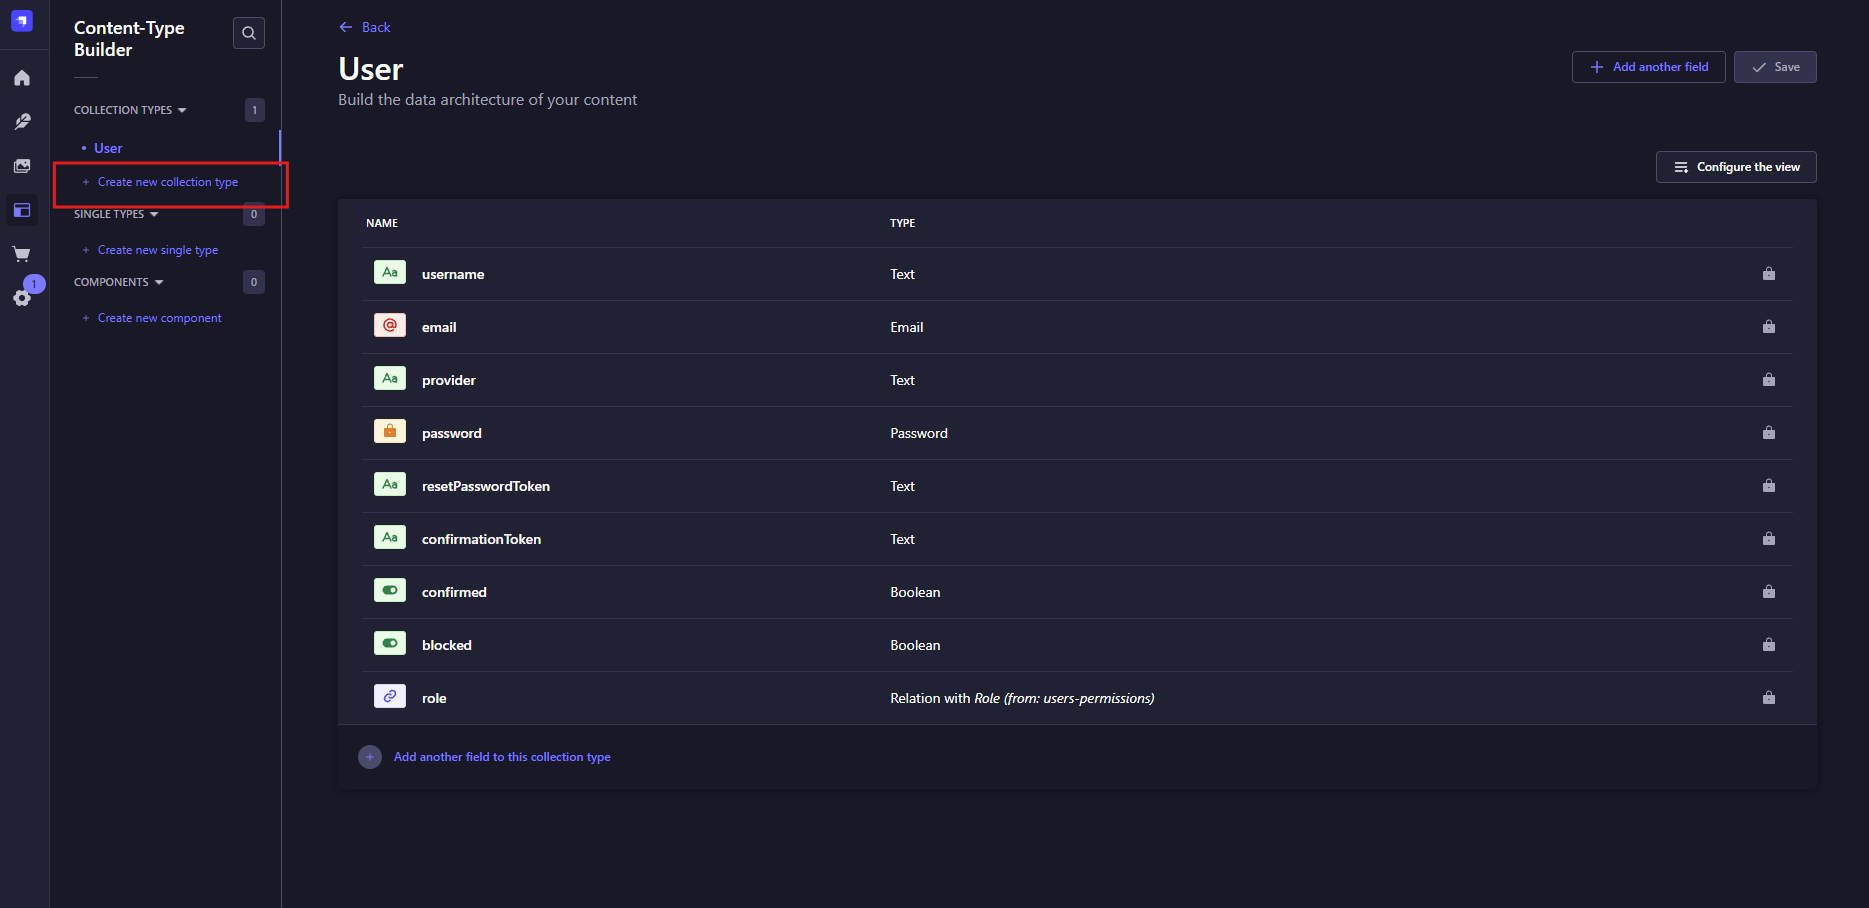 Content-Type
Builder
COLLECTION TYPES
1
User
+ Create new collection type
SINGLE TYPES
0
+ Create new single type
COMPONENTS
0
+ Create new component
1
Back
User
Build the data architecture of your content
+ Add another field
Save
Configure the view
NAME TYPE
Aa username Text
@ email Email
Aa provider Text
password Password
Aa resetPasswordToken Text
Aa confirmationToken Text
confirmed Boolean
blocked Boolean
role Relation with Role (from: users-permissions)
+ Add another field to this collection type